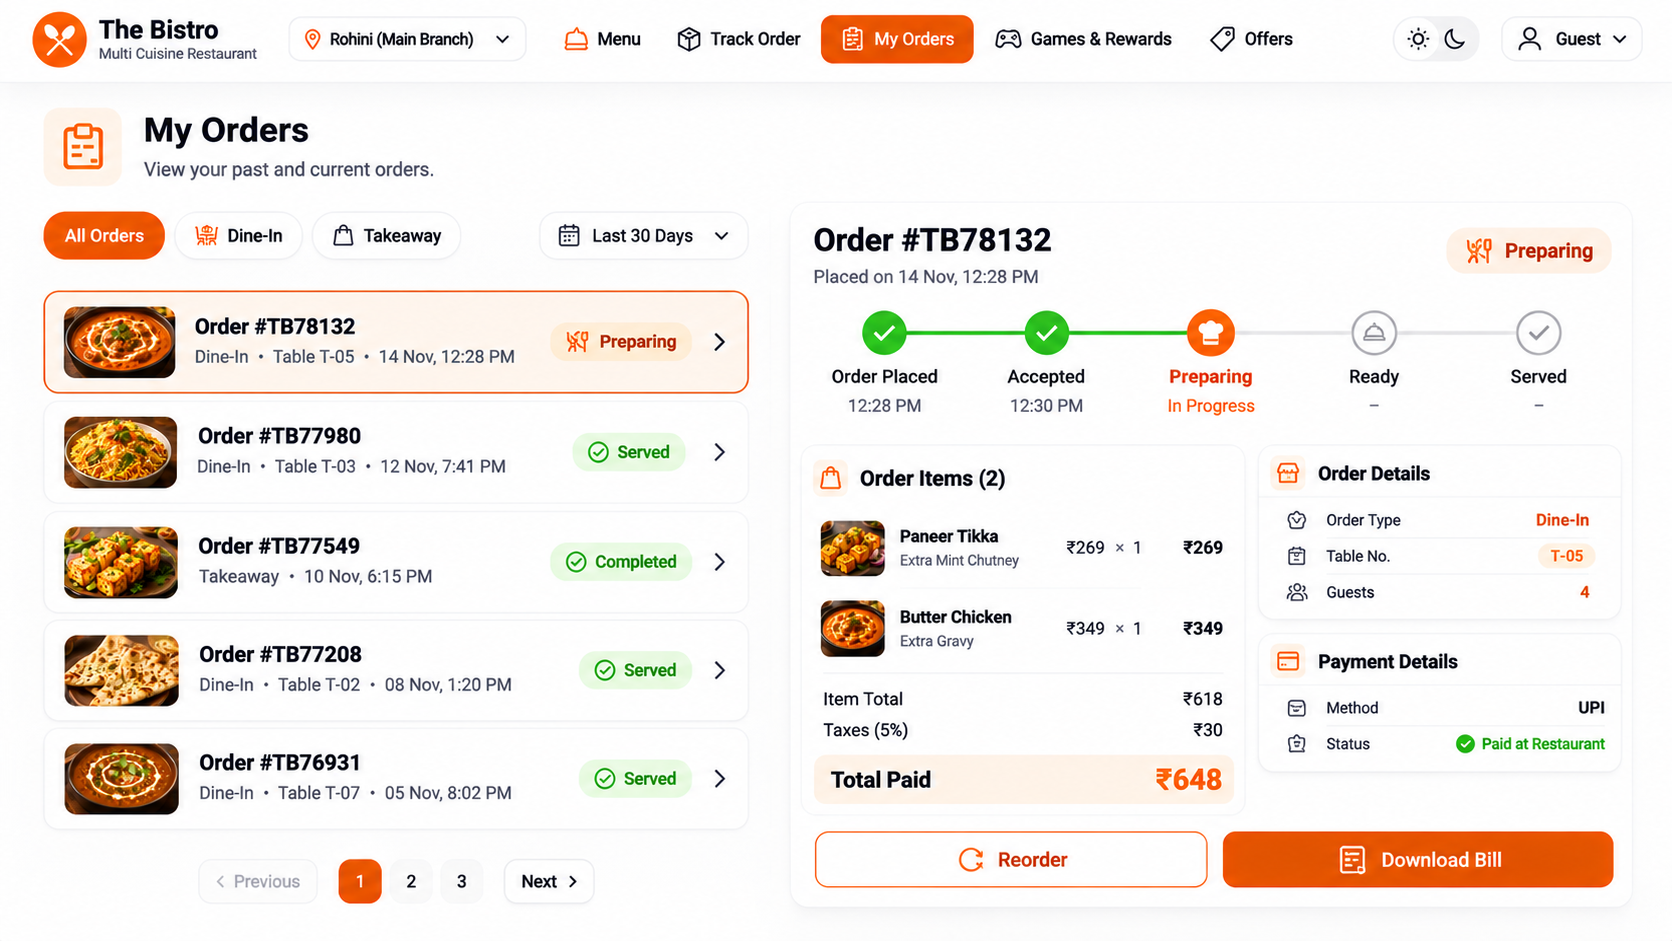 The Bistro
Multi Cuisine Restaurant
Rohini (Main Branch)
Menu
Track Order
My Orders
Games & Rewards
Offers
Guest
My Orders
View your past and current orders.
All Orders
Dine-In
Takeaway
Last 30 Days
Order #TB78132
Dine-In • Table T-05 • 14 Nov, 12:28 PM
Preparing
Order #TB77980
Dine-In • Table T-03 • 12 Nov, 7:41 PM
Served
Order #TB77549
Takeaway • 10 Nov, 6:15 PM
Completed
Order #TB77208
Dine-In • Table T-02 • 08 Nov, 1:20 PM
Served
Order #TB76931
Dine-In • Table T-07 • 05 Nov, 8:02 PM
Served
Previous
1
2
3
Next
Order #TB78132
Placed on 14 Nov, 12:28 PM
Preparing
Order Placed
12:28 PM
Accepted
12:30 PM
Preparing
In Progress
Ready
–
Served
–
Order Items (2)
Paneer Tikka
Extra Mint Chutney
₹269 × 1
₹269
Butter Chicken
Extra Gravy
₹349 × 1
₹349
Item Total ₹618
Taxes (5%) ₹30
Total Paid ₹648
Order Details
Order Type Dine-In
Table No. T-05
Guests 4
Payment Details
Method UPI
Status Paid at Restaurant
Reorder
Download Bill